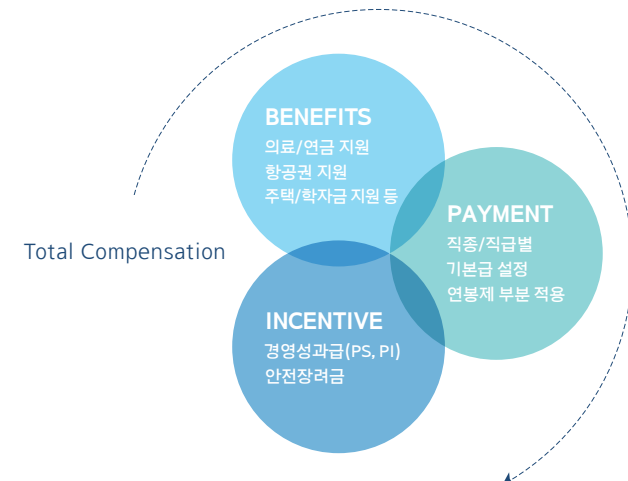 BENEFITS
의료/연금 지원
항공권 지원
주택/학자금 지원 등
PAYMENT
직종/직급별
기본급 설정
연봉제 부분 적용
Total Compensation
INCENTIVE
경영성과급(PS, PI)
안전장려금